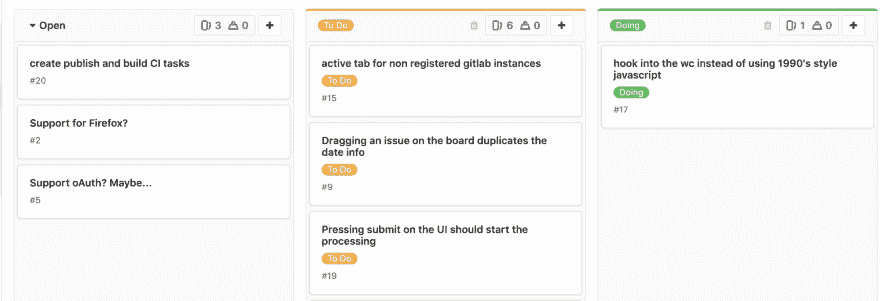 Open
3 0
create publish and build CI tasks
#20
Support for Firefox?
#2
Support oAuth? Maybe...
#5
To Do
6 0
active tab for non registered gitlab instances
To Do
#15
Dragging an issue on the board duplicates the
date info
To Do
#9
Pressing submit on the UI should start the
processing
To Do
#19
Doing
1 0
hook into the wc instead of using 1990's style
javascript
Doing
#17